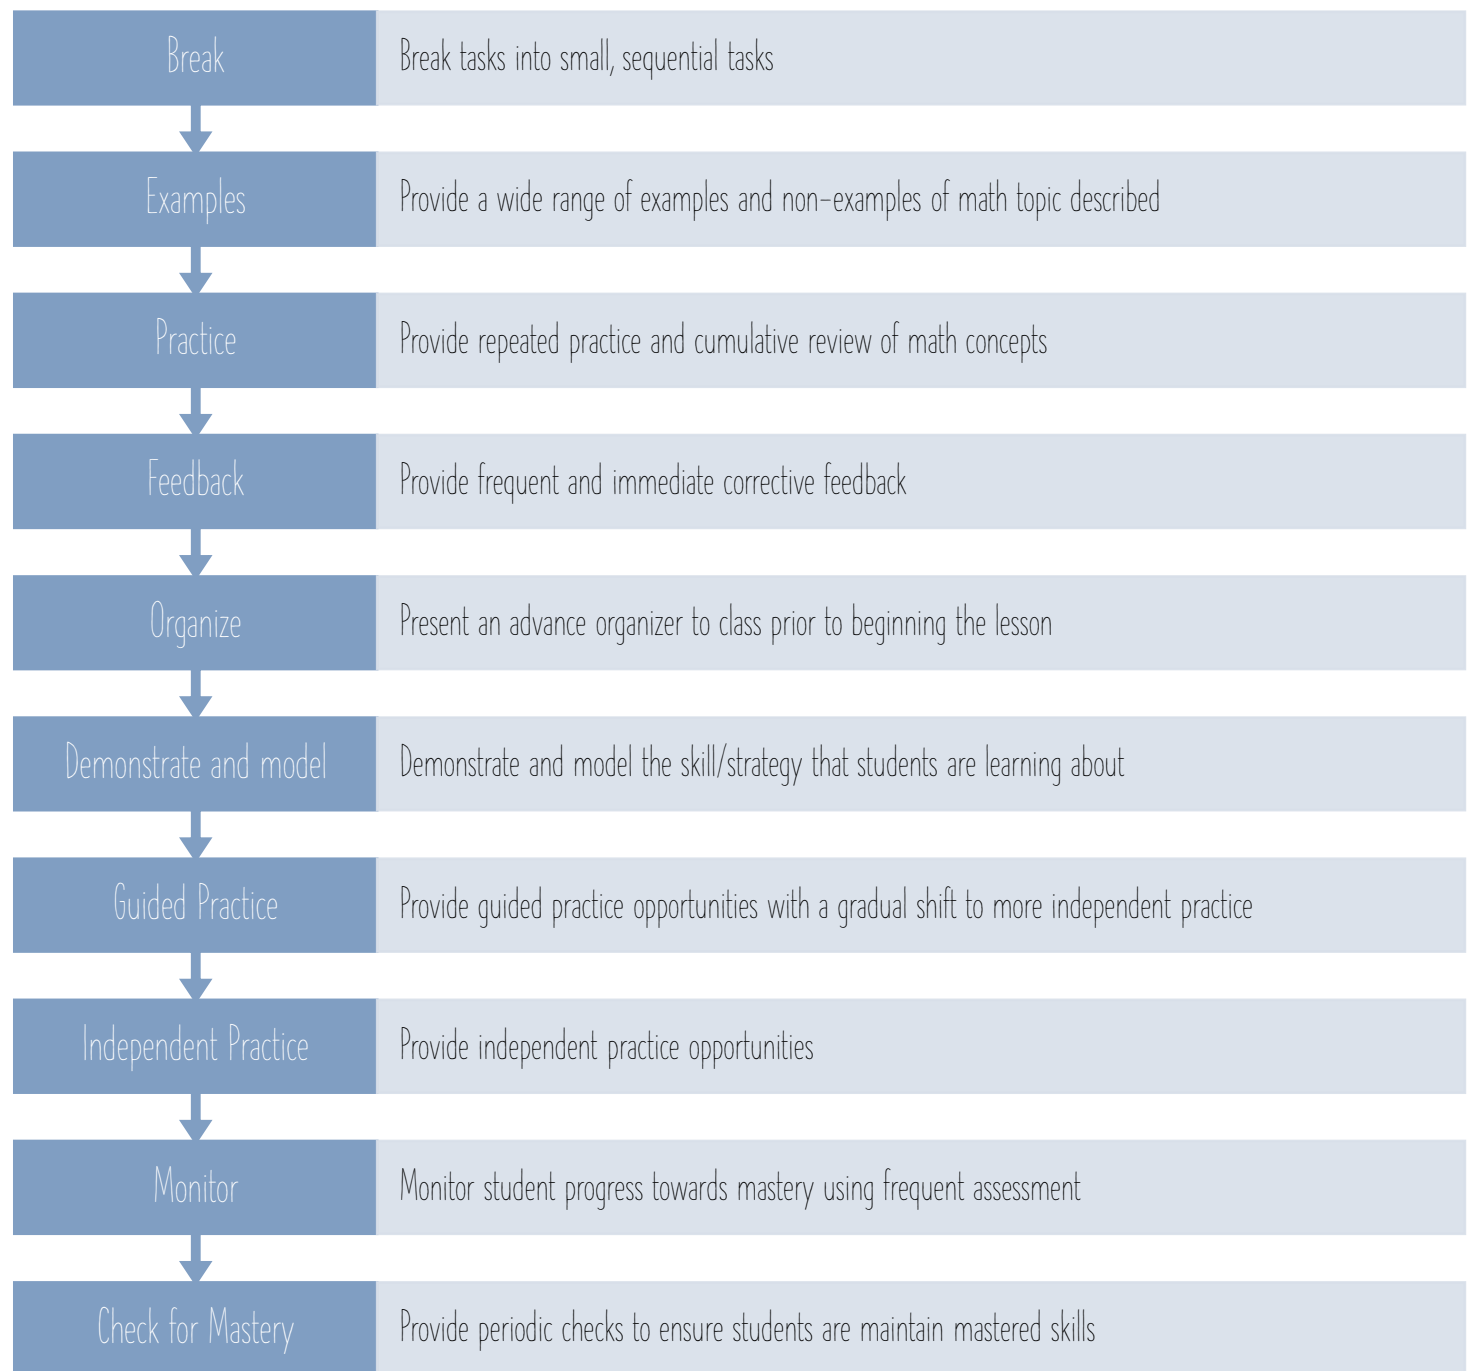 Break
Break tasks into small, sequential tasks
Examples
Provide a wide range of examples and non-examples of math topic described
Practice
Provide repeated practice and cumulative review of math concepts
Feedback
Provide frequent and immediate corrective feedback
Organize
Present an advance organizer to class prior to beginning the lesson
Demonstrate and model
Demonstrate and model the skill/strategy that students are learning about
Guided Practice
Provide guided practice opportunities with a gradual shift to more independent practice
Independent Practice
Provide independent practice opportunities
Monitor
Monitor student progress towards mastery using frequent assessment
Check for Mastery
Provide periodic checks to ensure students are maintain mastered skills